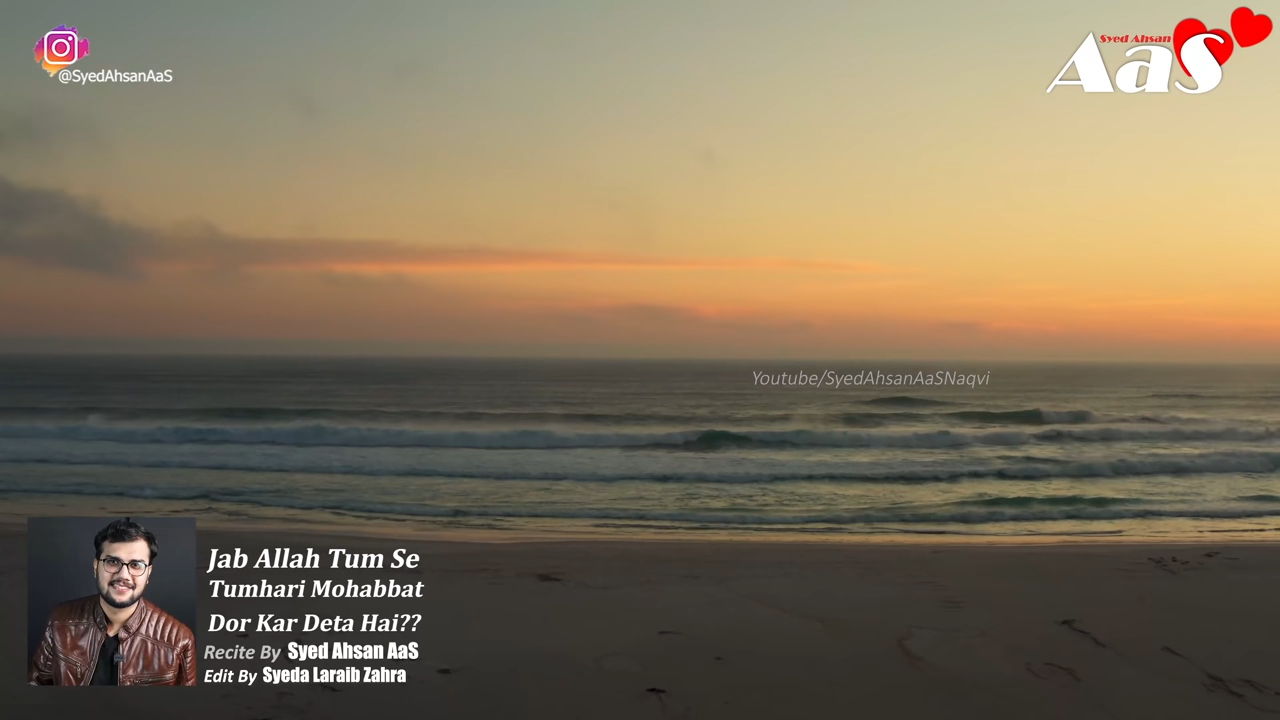 @SyedAhsanAaS
Syed Ahsan
AaS
Youtube/SyedAhsanAaSNaqvi
Jab Allah Tum Se
Tumhari Mohabbat
Dor Kar Deta Hai??
Recite By Syed Ahsan AaS
Edit By Syeda Laraib Zahra